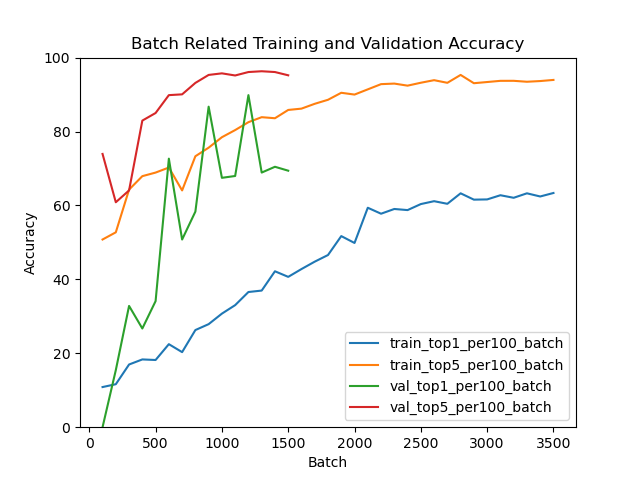 Batch Related Training and Validation Accuracy
100
80
60
40
20
0
Accuracy
train_top1_per100_batch
train_top5_per100_batch
val_top1_per100_batch
val_top5_per100_batch
0 500 1000 1500 2000 2500 3000 3500
Batch